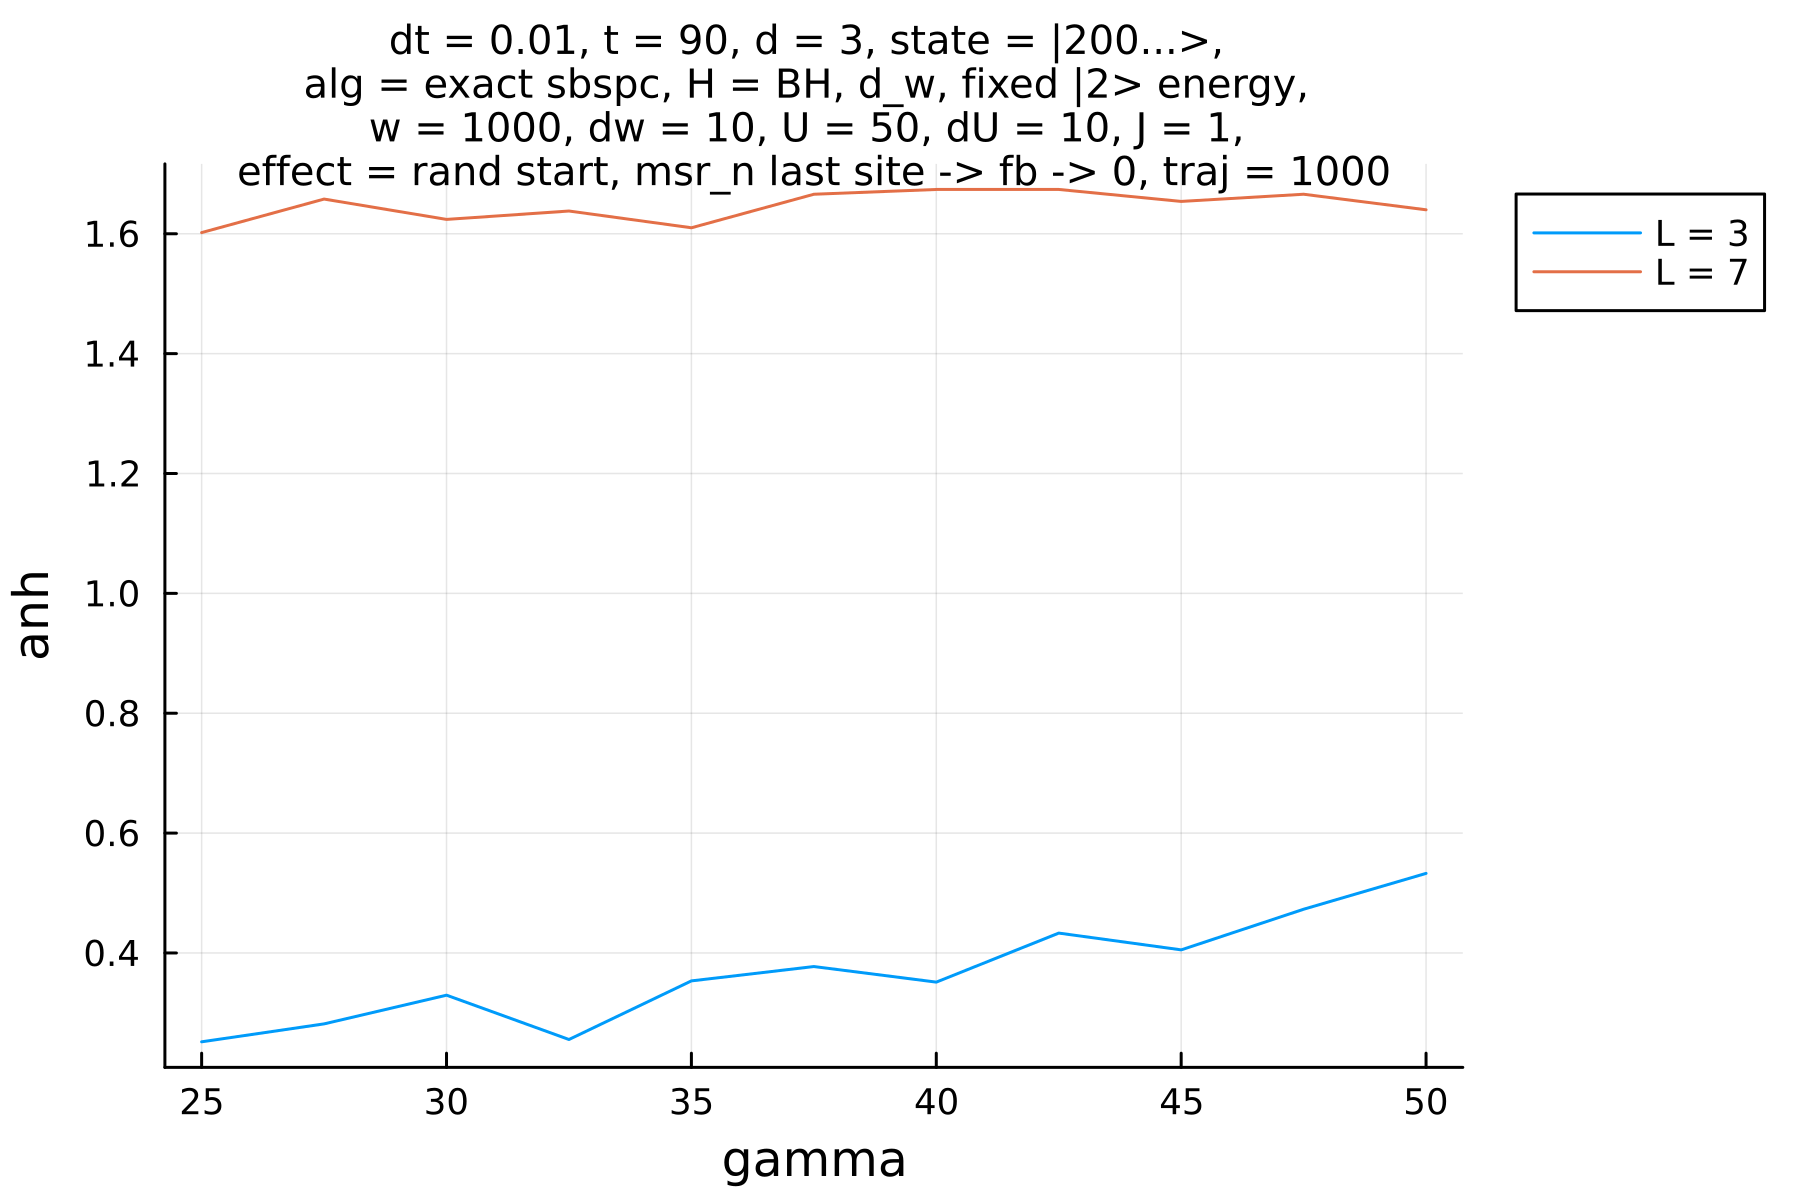 dt = 0.01, t = 90, d = 3, state = |200...>,
alg = exact sbspc, H = BH, d_w, fixed |2> energy,
w = 1000, dw = 10, U = 50, dU = 10, J = 1,
effect = rand start, msr_n last site -> fb -> 0, traj = 1000
L = 3
L = 7
1.6
1.4
1.2
1.0
0.8
0.6
0.4
anh
25 30 35 40 45 50
gamma